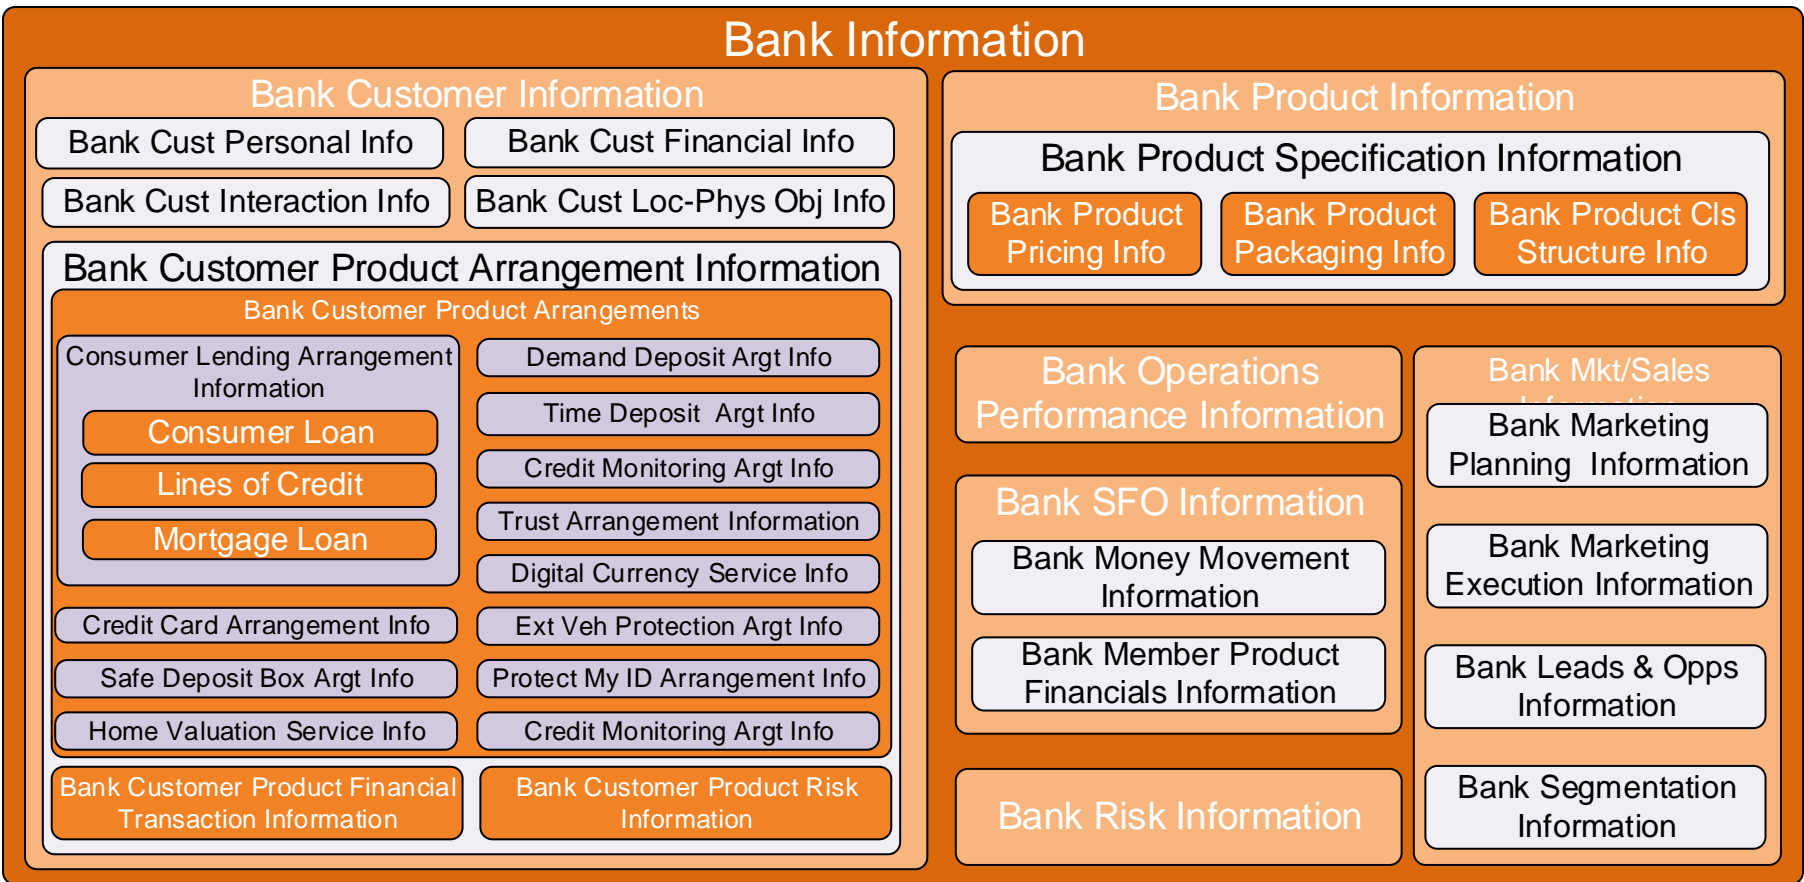 Bank Information
Bank Customer Information
Bank Cust Personal Info
Bank Cust Financial Info
Bank Cust Interaction Info
Bank Cust Loc-Phys Obj Info
Bank Customer Product Arrangement Information
Bank Customer Product Arrangements
Consumer Lending Arrangement
Information
Consumer Loan
Lines of Credit
Mortgage Loan
Credit Card Arrangement Info
Safe Deposit Box Argt Info
Home Valuation Service Info
Demand Deposit Argt Info
Time Deposit  Argt Info
Credit Monitoring Argt Info
Trust Arrangement Information
Digital Currency Service Info
Ext Veh Protection Argt Info
Protect My ID Arrangement Info
Credit Monitoring Argt Info
Bank Customer Product Financial
Transaction Information
Bank Customer Product Risk
Information
Bank Product Information
Bank Product Specification Information
Bank Product
Pricing Info
Bank Product
Packaging Info
Bank Product Cls
Structure Info
Bank Operations
Performance Information
Bank SFO Information
Bank Money Movement
Information
Bank Member Product
Financials Information
Bank Risk Information
Bank Mkt/Sales
Bank Marketing
Planning  Information
Bank Marketing
Execution Information
Bank Leads & Opps
Information
Bank Segmentation
Information